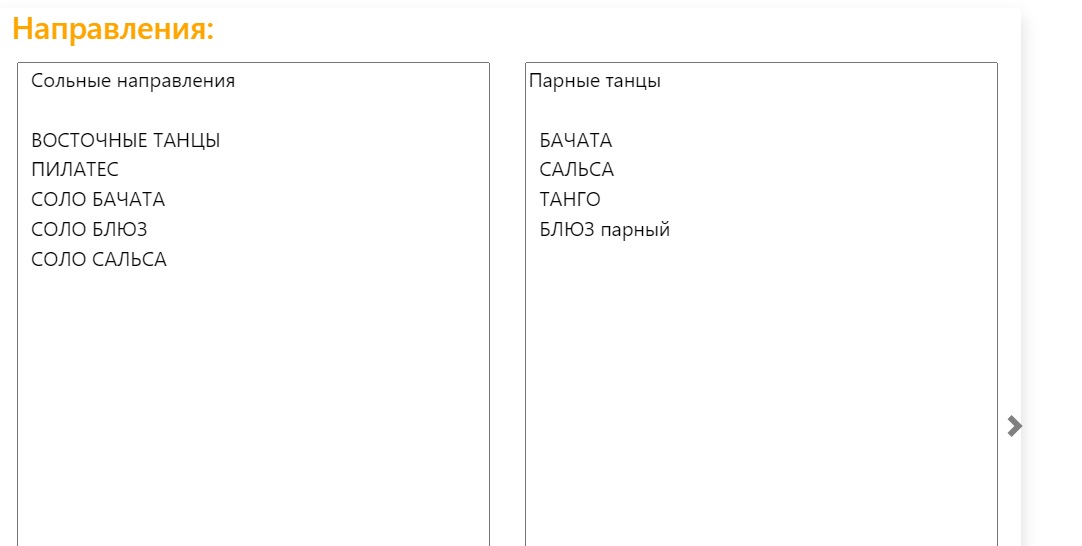 Направления:
Сольные направления
ВОСТОЧНЫЕ ТАНЦЫ
ПИЛАТЕС
СОЛО БАЧАТА
СОЛО БЛЮЗ
СОЛО САЛЬСА
Парные танцы
БАЧАТА
САЛЬСА
ТАНГО
БЛЮЗ парный